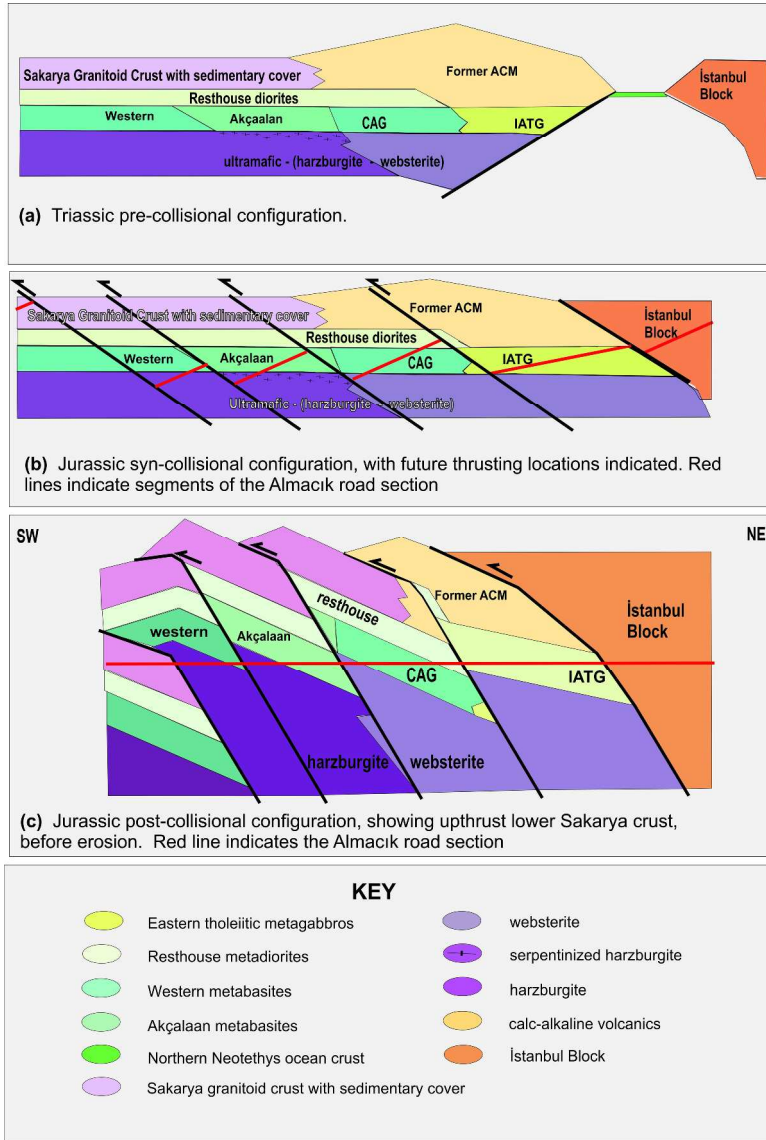 Sakarya Granitoid Crust with sedimentary cover
Former ACM
İstanbul
Block
Resthouse diorites
Western
Akçaalan
CAG
IATG
ultramafic - (harzburgite - websterite)
(a) Triassic pre-collisional configuration.
Sakarya Granitoid Crust with sedimentary cover
Former ACM
İstanbul
Block
Resthouse diorites
Western
Akçalaan
CAG
IATG
Ultramafic - (harzburgite - websterite)
(b) Jurassic syn-collisional configuration, with future thrusting locations indicated. Red
lines indicate segments of the Almacık road section
SW
NE
resthouse
Former ACM
İstanbul
Block
western
Akçalaan
CAG
IATG
harzburgite
websterite
(c) Jurassic post-collisional configuration, showing upthrust lower Sakarya crust,
before erosion. Red line indicates the Almacık road section
KEY
Eastern tholeiitic metagabbros
websterite
Resthouse metadiorites
serpentinized harzburgite
Western metabasites
harzburgite
Akçalaan metabasites
calc-alkaline volcanics
Northern Neotethys ocean crust
İstanbul Block
Sakarya granitoid crust with sedimentary cover